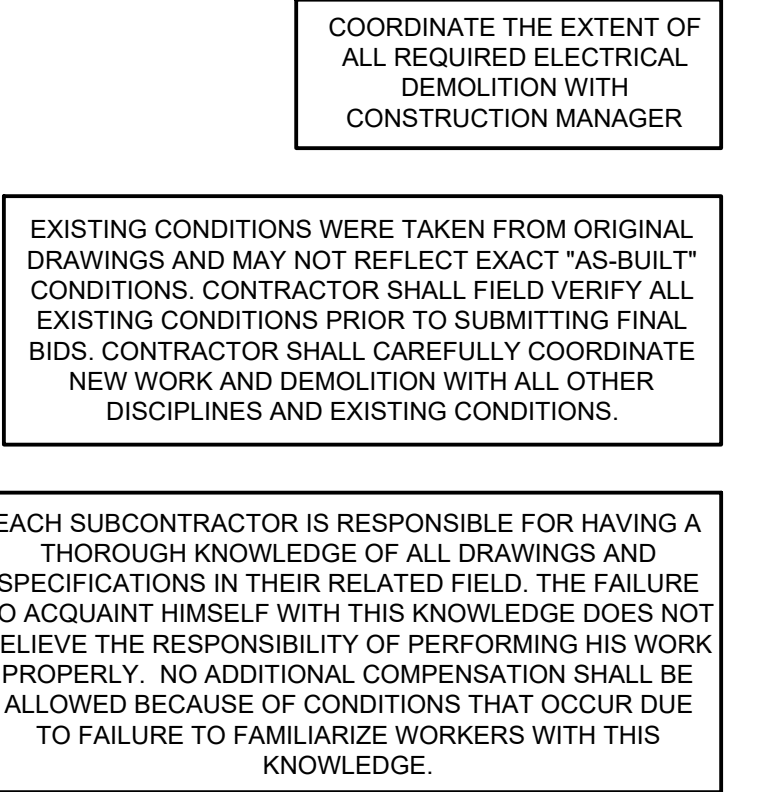 COORDINATE THE EXTENT OF
ALL REQUIRED ELECTRICAL
DEMOLITION WITH
CONSTRUCTION MANAGER
EXISTING CONDITIONS WERE TAKEN FROM ORIGINAL
DRAWINGS AND MAY NOT REFLECT EXACT "AS-BUILT"
CONDITIONS. CONTRACTOR SHALL FIELD VERIFY ALL
EXISTING CONDITIONS PRIOR TO SUBMITTING FINAL
BIDS. CONTRACTOR SHALL CAREFULLY COORDINATE
NEW WORK AND DEMOLITION WITH ALL OTHER
DISCIPLINES AND EXISTING CONDITIONS.
EACH SUBCONTRACTOR IS RESPONSIBLE FOR HAVING A
THOROUGH KNOWLEDGE OF ALL DRAWINGS AND
SPECIFICATIONS IN THEIR RELATED FIELD. THE FAILURE
O ACQUAINT HIMSELF WITH THIS KNOWLEDGE DOES NOT
ELIEVE THE RESPONSIBILITY OF PERFORMING HIS WORK
PROPERLY.  NO ADDITIONAL COMPENSATION SHALL BE
ALLOWED BECAUSE OF CONDITIONS THAT OCCUR DUE
TO FAILURE TO FAMILIARIZE WORKERS WITH THIS
KNOWLEDGE.